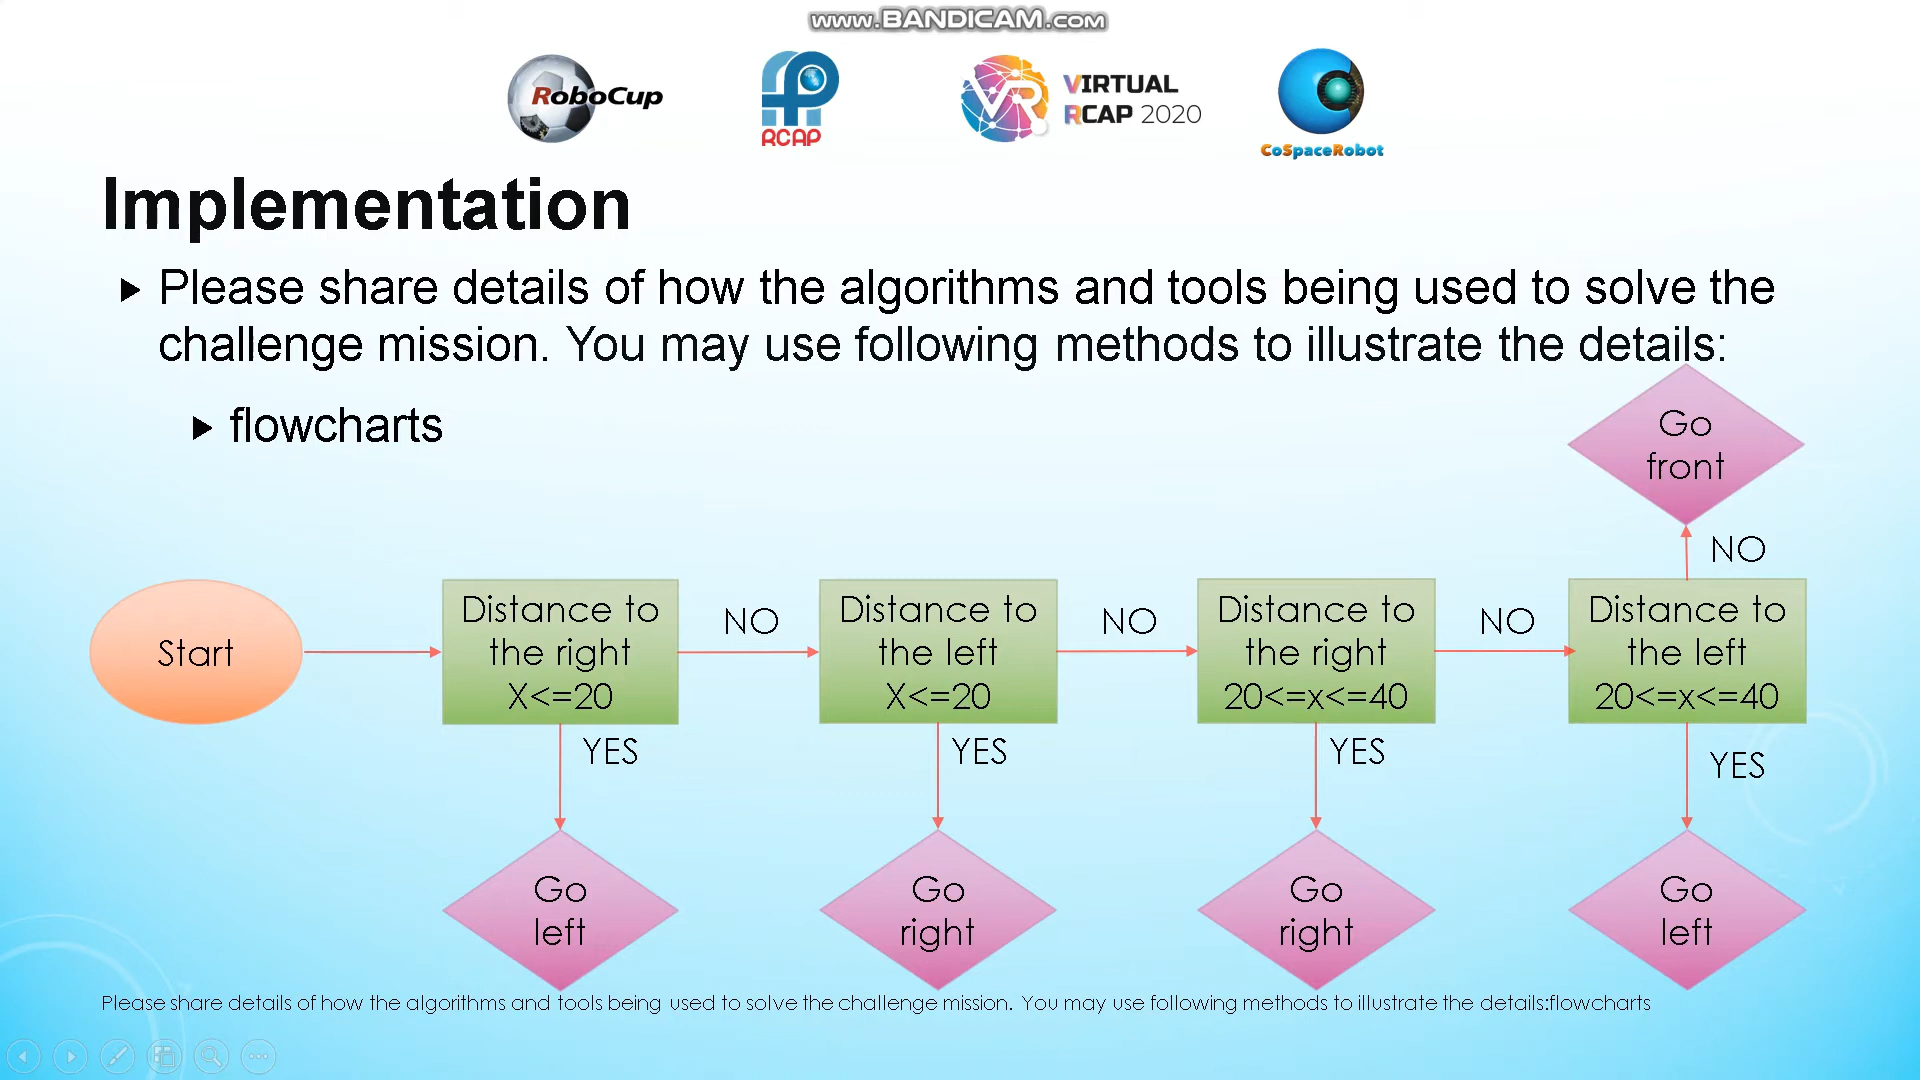 www.BANDICAM.com
RoboCup
RCAP
VR
VIRTUAL
RCAP 2020
CoSpaceRobot
Implementation
Please share details of how the algorithms and tools being used to solve the
challenge mission. You may use following methods to illustrate the details:
flowcharts
Go
front
NO
Start
Distance to
the right
X<=20
NO
Distance to
the left
X<=20
NO
Distance to
the right
20<=x<=40
NO
Distance to
the left
20<=x<=40
YES
YES
YES
YES
Go
left
Go
right
Go
right
Go
left
Please share details of how the algorithms and tools being used to solve the challenge mission. You may use following methods to illustrate the details:flowcharts